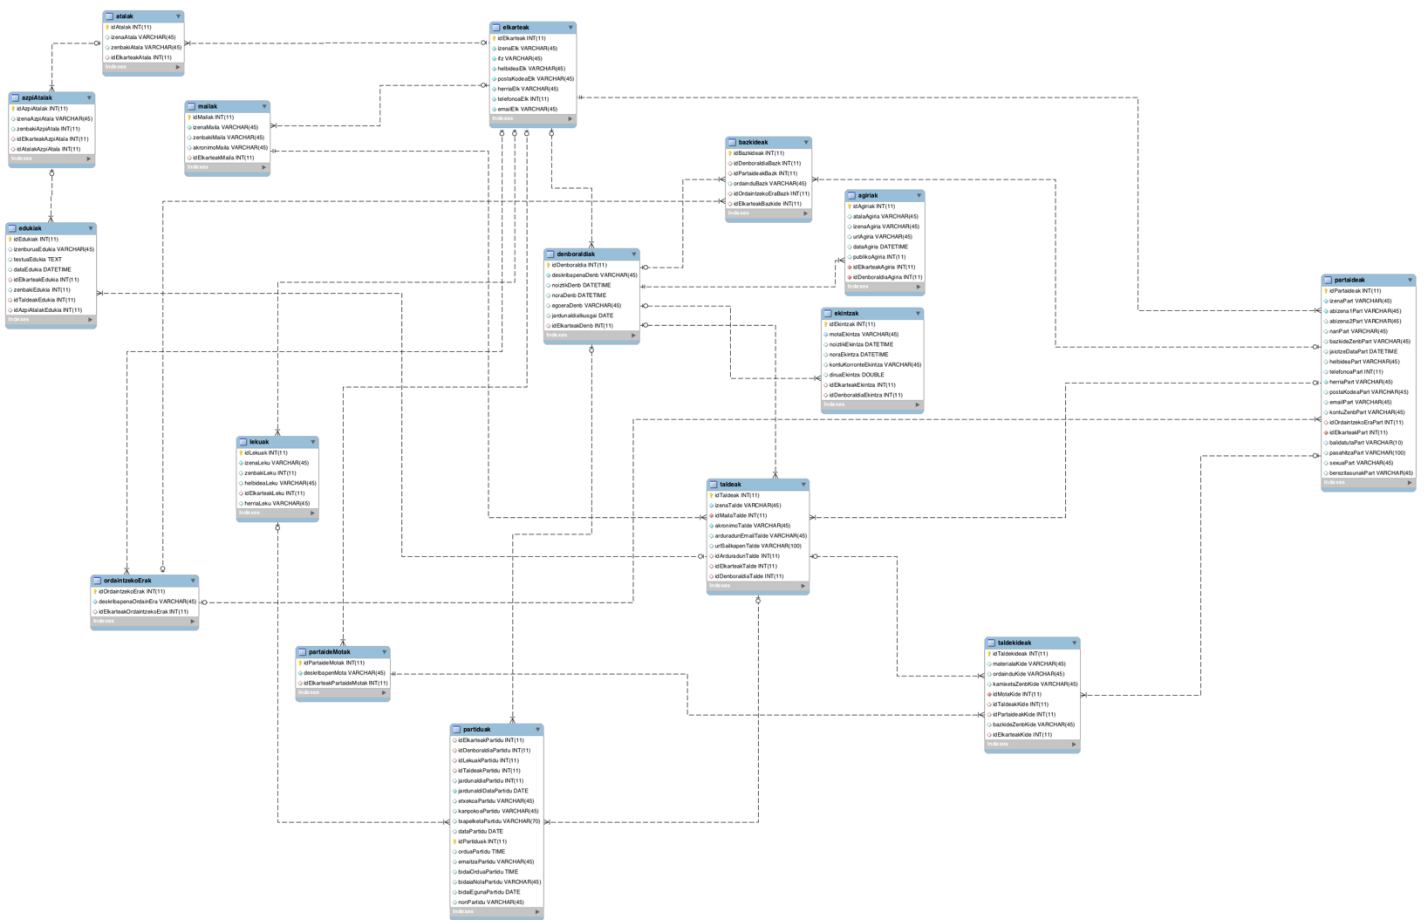 atalak
idAtalak INT(11)
izenaAtala VARCHAR(45)
zenbakiAtala VARCHAR(45)
idElkarteakAtala INT(11)
Indexes
elkarteak
idElkarteak INT(11)
izenaElk VARCHAR(45)
ifz VARCHAR(45)
helbideaElk VARCHAR(45)
postaKodeaElk VARCHAR(45)
herriaElk VARCHAR(45)
telefonoaElk INT(11)
emailElk VARCHAR(45)
Indexes
azpiAtalak
idAzpiAtalak INT(11)
izenaAzpiAtala VARCHAR(45)
zenbakiAzpiAtala INT(11)
idElkarteakAzpiAtala INT(11)
idAtalakAzpiAtala INT(11)
Indexes
mailak
idMailak INT(11)
izenaMaila VARCHAR(45)
zenbakiMaila VARCHAR(45)
akronimoMaila VARCHAR(45)
idElkarteakMaila INT(11)
Indexes
bazkideak
idBazkideak INT(11)
idDenboraldiaBazk INT(11)
idPartaideakBazk INT(11)
ordainduBazk VARCHAR(45)
idOrdaintzekoEraBazk INT(11)
idElkarteakBazkide INT(11)
Indexes
agiriak
idAgiriak INT(11)
atalaAgiria VARCHAR(45)
izenaAgiria VARCHAR(45)
urlAgiria VARCHAR(45)
dataAgiria DATETIME
publikoAgiria INT(11)
idElkarteakAgiria INT(11)
idDenboraldiaAgiria INT(11)
Indexes
edukiak
idEdukiak INT(11)
izenburuaEdukia VARCHAR(45)
testuaEdukia TEXT
dataEdukia DATETIME
idElkarteakEdukia INT(11)
zenbakiEdukia INT(11)
idTaldeakEdukia INT(11)
idAzpiAtalakEdukia INT(11)
Indexes
denboraldiak
idDenboraldia INT(11)
deskribapenaDenb VARCHAR(45)
noiztikDenb DATETIME
noraDenb DATETIME
egoeraDenb VARCHAR(45)
jardunaldiaIkusgai DATE
idElkarteakDenb INT(11)
Indexes
ekintzak
idEkintzak INT(11)
motaEkintza VARCHAR(45)
noiztikEkintza DATETIME
noraEkintza DATETIME
kontuKorronteEkintza VARCHAR(45)
diruaEkintza DOUBLE
idElkarteakEkintza INT(11)
idDenboraldiaEkintza INT(11)
Indexes
partaideak
idPartaideak INT(11)
izenaPart VARCHAR(45)
abizena1Part VARCHAR(45)
abizena2Part VARCHAR(45)
nanPart VARCHAR(45)
bazkideZenbPart VARCHAR(45)
jaiotzeDataPart DATETIME
helbideaPart VARCHAR(45)
telefonoaPart INT(11)
herriaPart VARCHAR(45)
postaKodeaPart VARCHAR(45)
emailPart VARCHAR(45)
kontuZenbPart VARCHAR(45)
idOrdaintzekoEraPart INT(11)
idElkarteakPart INT(11)
balidatutaPart VARCHAR(10)
pasahitzaPart VARCHAR(100)
sexuaPart VARCHAR(45)
berezitasunakPart VARCHAR(45)
Indexes
lekuak
idLekuak INT(11)
izenaLeku VARCHAR(45)
zenbakiLeku INT(11)
helbideaLeku VARCHAR(45)
idElkarteakLeku INT(11)
herriaLeku VARCHAR(45)
Indexes
taldeak
idTaldeak INT(11)
izenaTalde VARCHAR(45)
idMailaTalde INT(11)
akronimoTalde VARCHAR(45)
arduradunEmailTalde VARCHAR(45)
urlSailkapenTalde VARCHAR(100)
idArduradunTalde INT(11)
idElkarteakTalde INT(11)
idDenboraldiaTalde INT(11)
Indexes
ordaintzekoErak
idOrdaintzekoErak INT(11)
deskribapenaOrdainEra VARCHAR(45)
idElkarteakOrdaintzekoErak INT(11)
Indexes
partaideMotak
idPartaideMotak INT(11)
deskribapenMota VARCHAR(45)
idElkarteakPartaideMotak INT(11)
Indexes
taldekideak
idTaldekideak INT(11)
materialaKide VARCHAR(45)
ordainduKide VARCHAR(45)
kamixetaZenbKide VARCHAR(45)
idMotaKide INT(11)
idTaldeakKide INT(11)
idPartaideakKide INT(11)
bazkideZenbKide VARCHAR(45)
idElkarteakKide INT(11)
Indexes
partiduak
idElkarteakPartidu INT(11)
idDenboraldiaPartidu INT(11)
idLekuakPartidu INT(11)
idTaldeakPartidu INT(11)
jardunaldiaPartidu INT(11)
jardunaldiDataPartidu DATE
etxekoaPartidu VARCHAR(45)
kanpokoaPartidu VARCHAR(45)
txapelketaPartidu VARCHAR(70)
dataPartidu DATE
idPartiduak INT(11)
orduaPartidu TIME
emaitzaPartidu VARCHAR(45)
bidaiOrduaPartidu TIME
bidaiaNolaPartidu VARCHAR(45)
bidaiEgunaPartidu DATE
nonPartidu VARCHAR(45)
Indexes